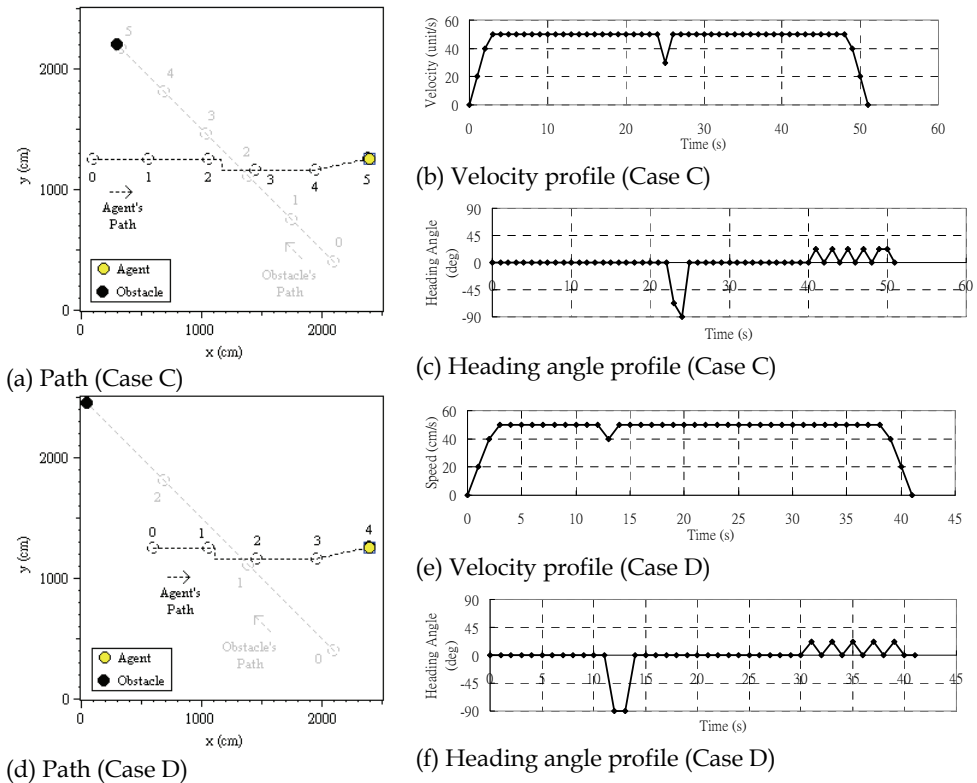 5
4
3
2
1
0
0
1
2
3
4
5
Agent's
Path
Obstacle's
Path
Agent
Obstacle
2000
1000
0
y (cm)
0
1000
2000
x (cm)
(a) Path (Case C)
60
40
20
0
Velocity (unit/s)
0 10 20 30 40 50 60
Time (s)
(b) Velocity profile (Case C)
90
45
0
-45
-90
Heading Angle
(deg)
0 10 20 30 40 50 60
Time (s)
(c) Heading angle profile (Case C)
2
1
0
0
1
2
3
4
Agent's
Path
Obstacle's
Path
Agent
Obstacle
2000
1000
0
y (cm)
0
1000
2000
x (cm)
(d) Path (Case D)
60
40
20
0
Speed (cm/s)
0 5 10 15 20 25 30 35 40 45
Time (s)
(e) Velocity profile (Case D)
90
45
0
-45
-90
Heading Angle
(deg)
0 5 10 15 20 25 30 35 40 45
Time (s)
(f) Heading angle profile (Case D)